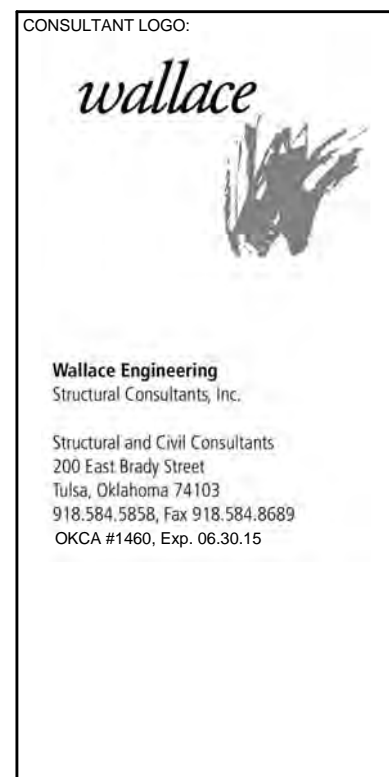 CONSULTANT LOGO:
wallace
Wallace Engineering
Structural Consultants, Inc.
Structural and Civil Consultants
200 East Brady Street
Tulsa, Oklahoma 74103
918.584.5858, Fax 918.584.8689
OKCA #1460, Exp. 06.30.15